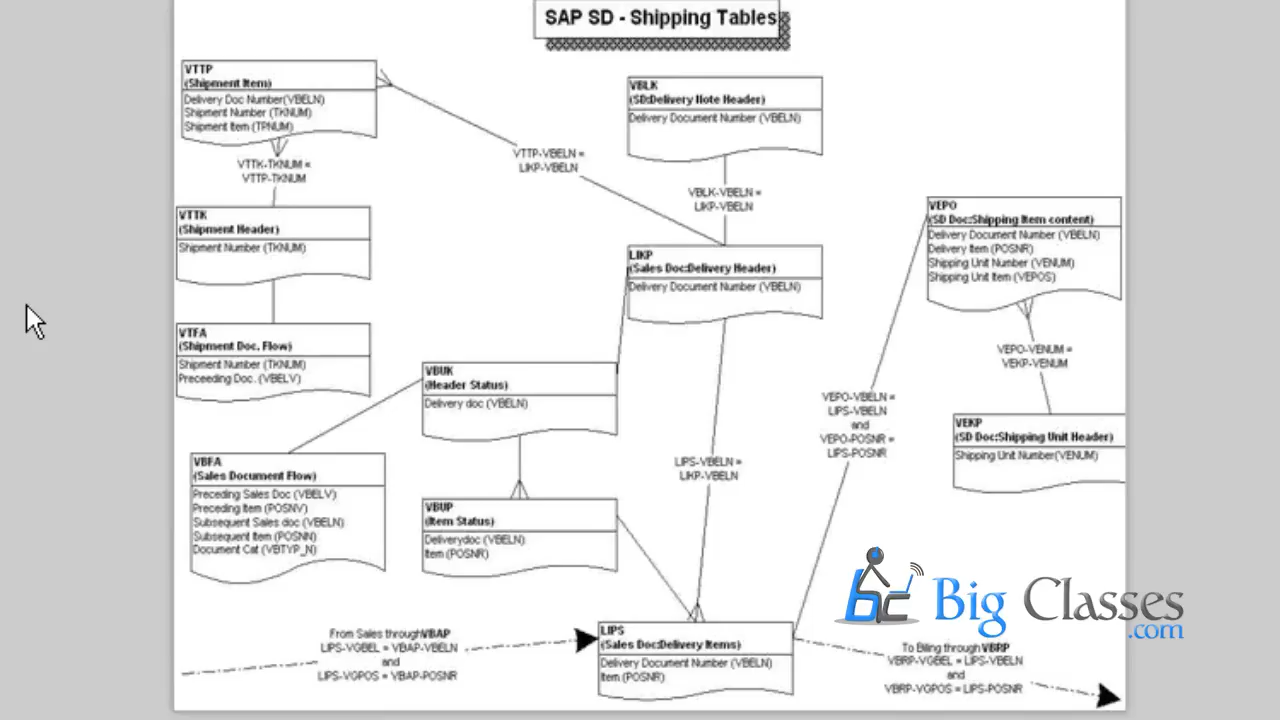 SAP SD - Shipping Tables
VTTP
(Shipment Item)
Delivery Doc Number(VBELN)
Shipment Number (TKNUM)
Shipment Item (TPNUM)
VTTK-TKNUM =
VTTP-TKNUM
VTTK
(Shipment Header)
Shipment Number (TKNUM)
VTFA
(Shipment Doc. Flow)
Shipment Number (TKNUM)
Preceeding Doc. (VBELV)
VBFA
(Sales Document Flow)
Preceding Sales Doc (VBELV)
Preceding Item (POSNV)
Subsequent Sales doc (VBELN)
Subsequent Item (POSNN)
Document Cat (VBTYP_N)
VTTP-VBELN =
LIKP-VBELN
VBLK
(SD:Delivery Note Header)
Delivery Document Number (VBELN)
VBLK-VBELN =
LIKP-VBELN
LIKP
(Sales Doc:Delivery Header)
Delivery Document Number (VBELN)
VBUK
(Header Status)
Delivery doc (VBELN)
VBUP
(Item Status)
Deliverydoc (VBELN)
Item (POSNR)
LIPS-VBELN =
LIKP-VBELN
VEPO
(SD Doc:Shipping Item content)
Delivery Document Number (VBELN)
Delivery Item (POSNR)
Shipping Unit Number (VENUM)
Shipping Unit Item (VEPOS)
VEPO-VENUM =
VEKP-VENUM
VEKP
(SD Doc:Shipping Unit Header)
Shipping Unit Number(VENUM)
VEPO-VBELN =
LIPS-VBELN
and
VEPO-POSNR =
LIPS-POSNR
From Sales throughVBAP
LIPS-VGBEL = VBAP-VBELN
and
LIPS-VGPOS = VBAP-POSNR
LIPS
(Sales Doc:Delivery Items)
Delivery Document Number (VBELN)
Item (POSNR)
To Billing through VBRP
VBRP-VGBEL = LIPS-VBELN
and
VBRP-VGPOS = LIPS-POSNR
bc Big Classes
.com